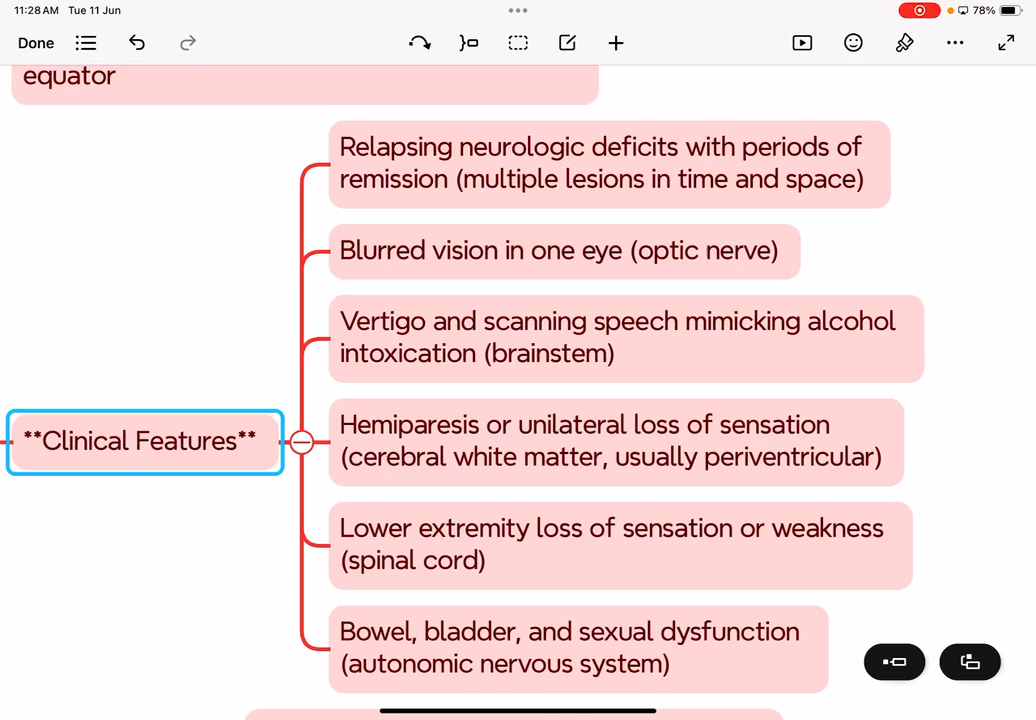 11:28 AM Tue 11 Jun
78%
Done
equator
Relapsing neurologic deficits with periods of
remission (multiple lesions in time and space)
Blurred vision in one eye (optic nerve)
Vertigo and scanning speech mimicking alcohol
intoxication (brainstem)
**Clinical Features**
Hemiparesis or unilateral loss of sensation
(cerebral white matter, usually periventricular)
Lower extremity loss of sensation or weakness
(spinal cord)
Bowel, bladder, and sexual dysfunction
(autonomic nervous system)